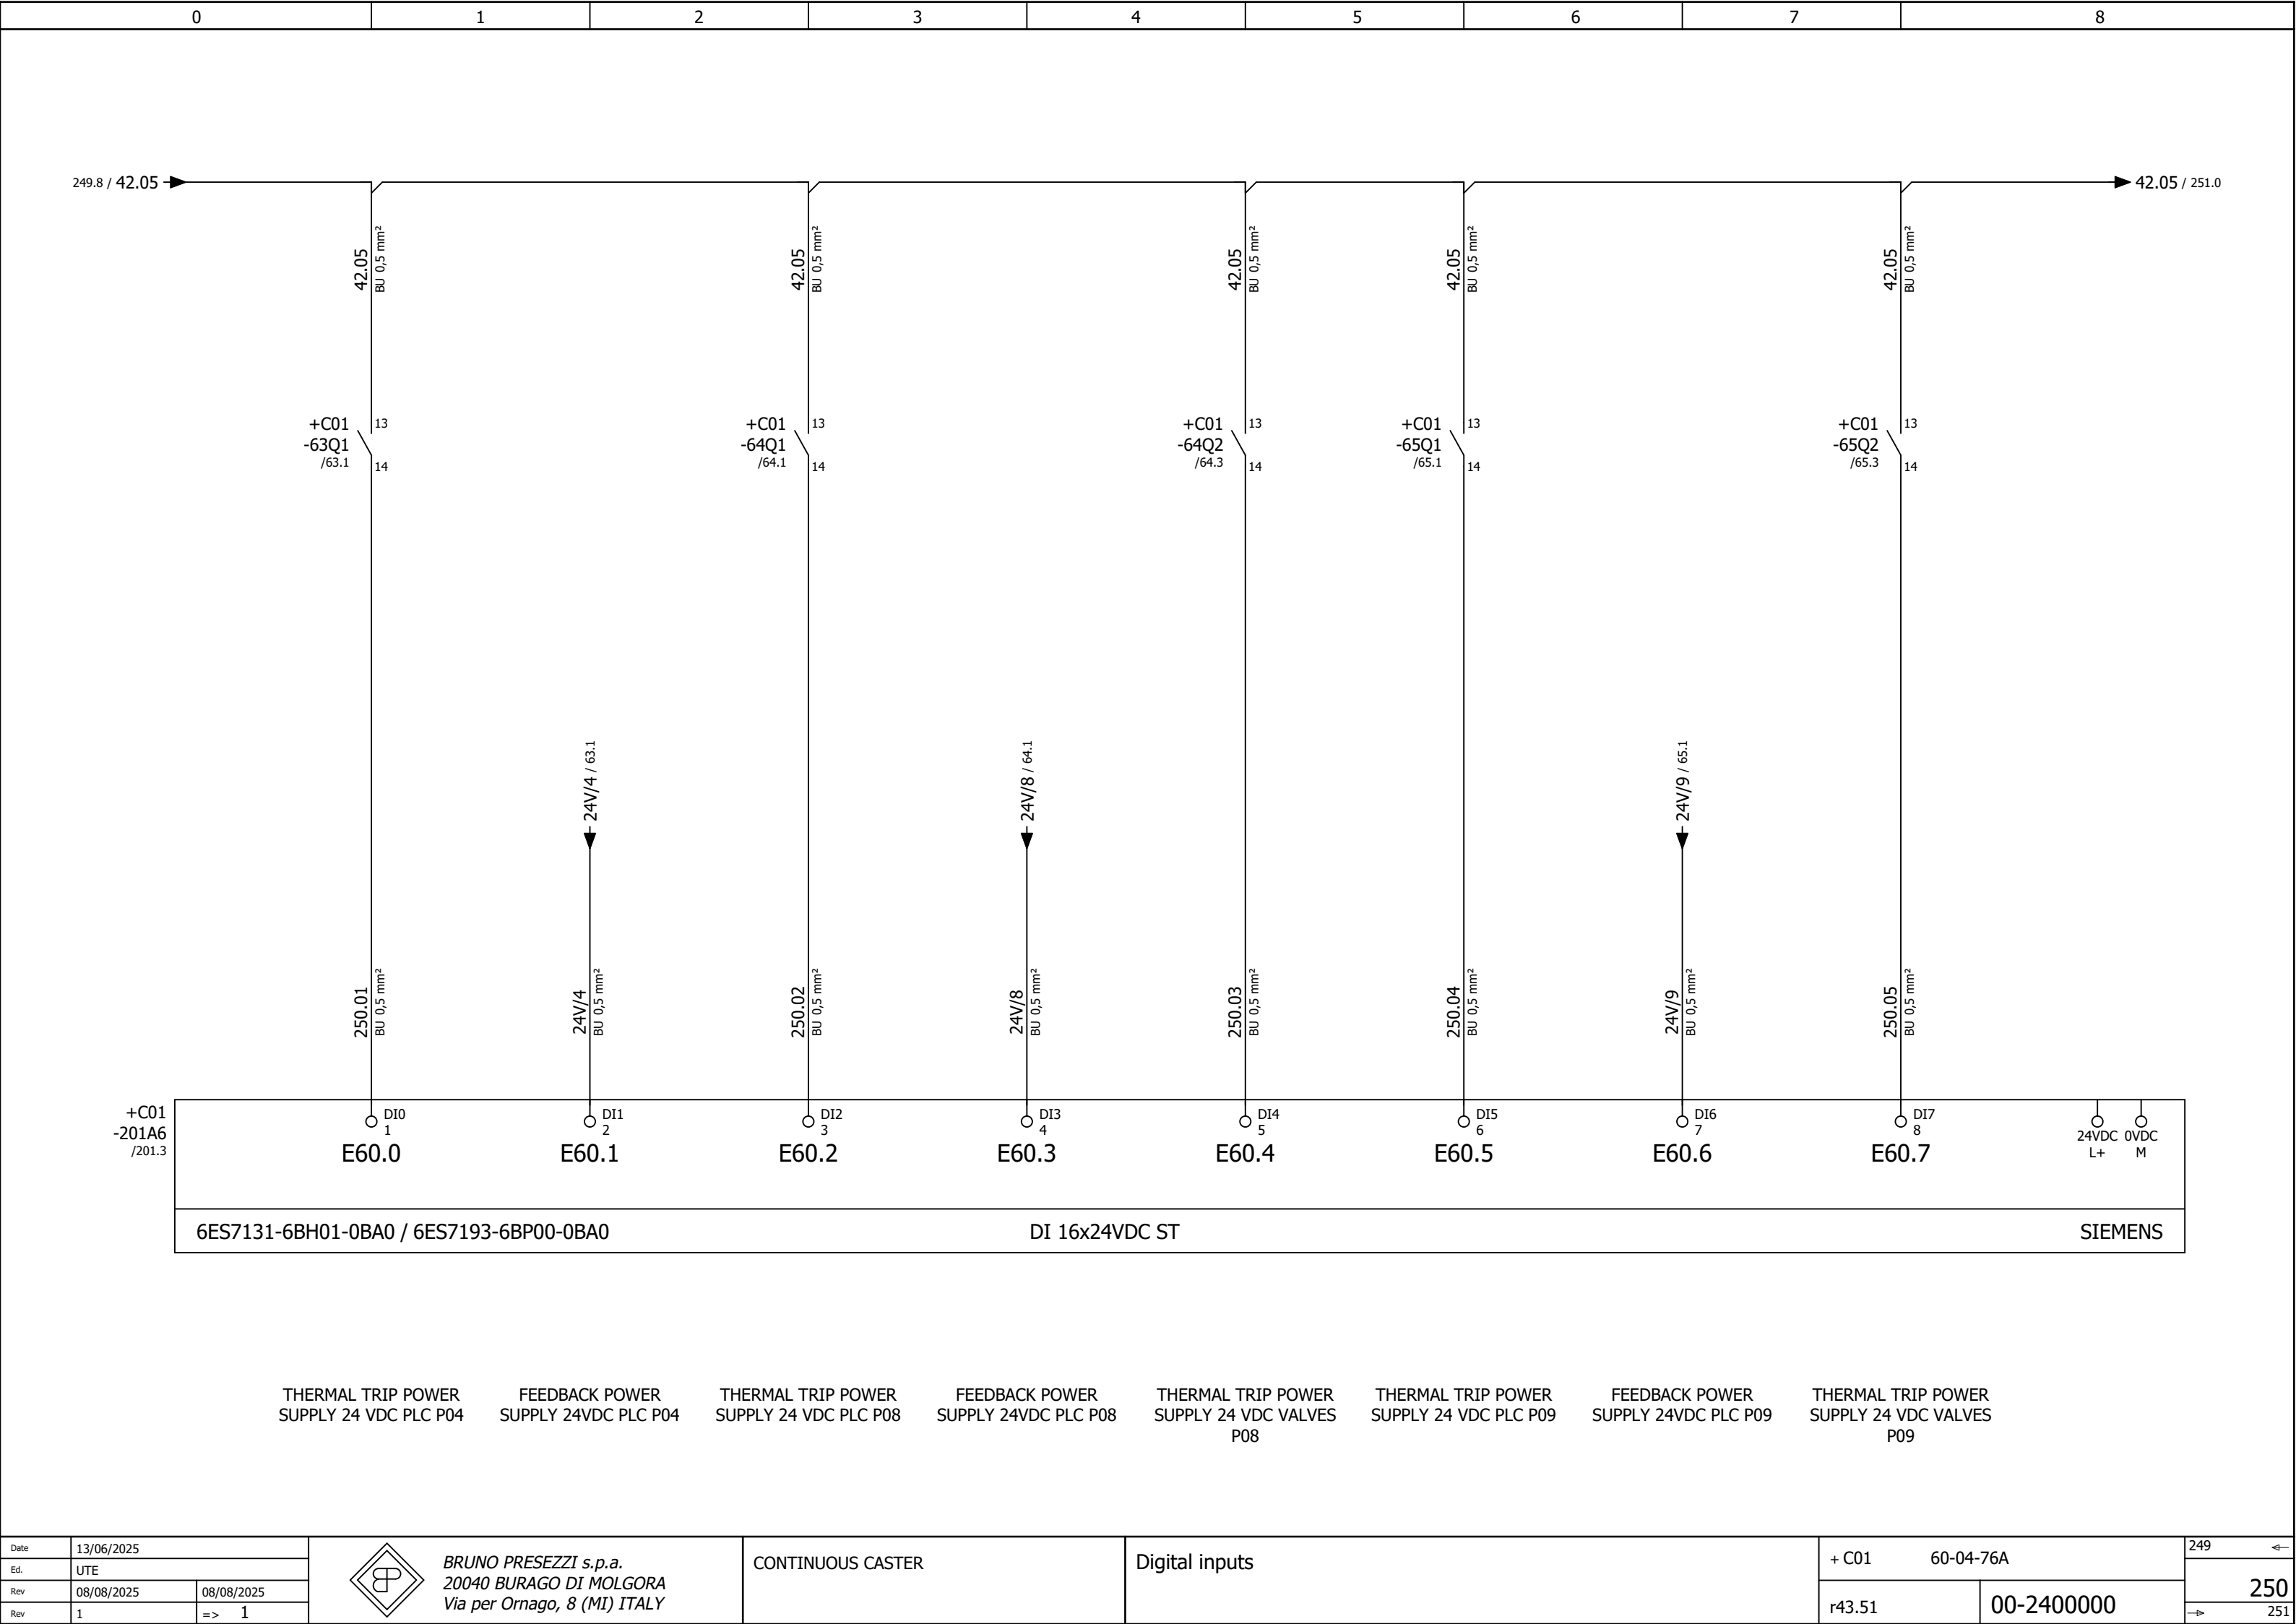 0 1 2 3 4 5 6 7 8
249.8 / 42.05
42.05 / 251.0
42.05
BU 0,5 mm²
42.05
BU 0,5 mm²
42.05
BU 0,5 mm²
42.05
BU 0,5 mm²
42.05
BU 0,5 mm²
+C01
-63Q1
/63.1
13
14
+C01
-64Q1
/64.1
13
14
+C01
-64Q2
/64.3
13
14
+C01
-65Q1
/65.1
13
14
+C01
-65Q2
/65.3
13
14
24V/4 / 63.1
24V/8 / 64.1
24V/9 / 65.1
250.01
BU 0,5 mm²
24V/4
BU 0,5 mm²
250.02
BU 0,5 mm²
24V/8
BU 0,5 mm²
250.03
BU 0,5 mm²
250.04
BU 0,5 mm²
24V/9
BU 0,5 mm²
250.05
BU 0,5 mm²
+C01
-201A6
/201.3
DI0
1
E60.0
DI1
2
E60.1
DI2
3
E60.2
DI3
4
E60.3
DI4
5
E60.4
DI5
6
E60.5
DI6
7
E60.6
DI7
8
E60.7
24VDC 0VDC
L+ M
6ES7131-6BH01-0BA0 / 6ES7193-6BP00-0BA0 DI 16x24VDC ST SIEMENS
THERMAL TRIP POWER
SUPPLY 24 VDC PLC P04
FEEDBACK POWER
SUPPLY 24VDC PLC P04
THERMAL TRIP POWER
SUPPLY 24 VDC PLC P08
FEEDBACK POWER
SUPPLY 24VDC PLC P08
THERMAL TRIP POWER
SUPPLY 24 VDC VALVES
P08
THERMAL TRIP POWER
SUPPLY 24 VDC PLC P09
FEEDBACK POWER
SUPPLY 24VDC PLC P09
THERMAL TRIP POWER
SUPPLY 24 VDC VALVES
P09
Date 13/06/2025
Ed. UTE
Rev 08/08/2025 08/08/2025
Rev 1 => 1
BRUNO PRESEZZI s.p.a.
20040 BURAGO DI MOLGORA
Via per Ornago, 8 (MI) ITALY
CONTINUOUS CASTER
Digital inputs
+ C01 60-04-76A
r43.51 00-2400000
249
250
251